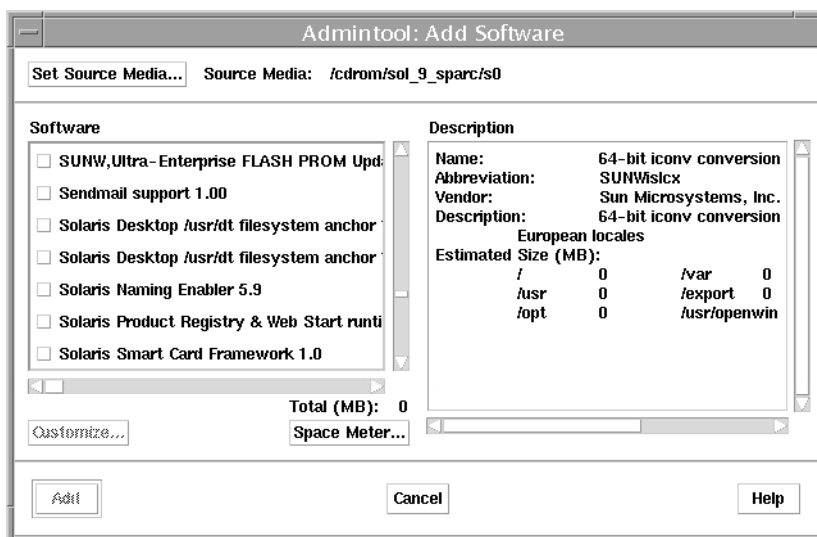 Admintool: Add Software
Set Source Media... Source Media: /cdrom/sol_9_sparc/s0
Software
SUNW,Ultra-Enterprise FLASH PROM Upda
Sendmail support 1.00
Solaris Desktop /usr/dt filesystem anchor
Solaris Desktop /usr/dt filesystem anchor
Solaris Naming Enabler 5.9
Solaris Product Registry & Web Start runti
Solaris Smart Card Framework 1.0
Total (MB): 0
Customize... Space Meter...
Description
Name: 64-bit iconv conversion
Abbreviation: SUNWislcx
Vendor: Sun Microsystems, Inc.
Description: 64-bit iconv conversion
European locales
Estimated Size (MB):
/ 0 /var 0
/usr 0 /export 0
/opt 0 /usr/openwin
Add Cancel Help